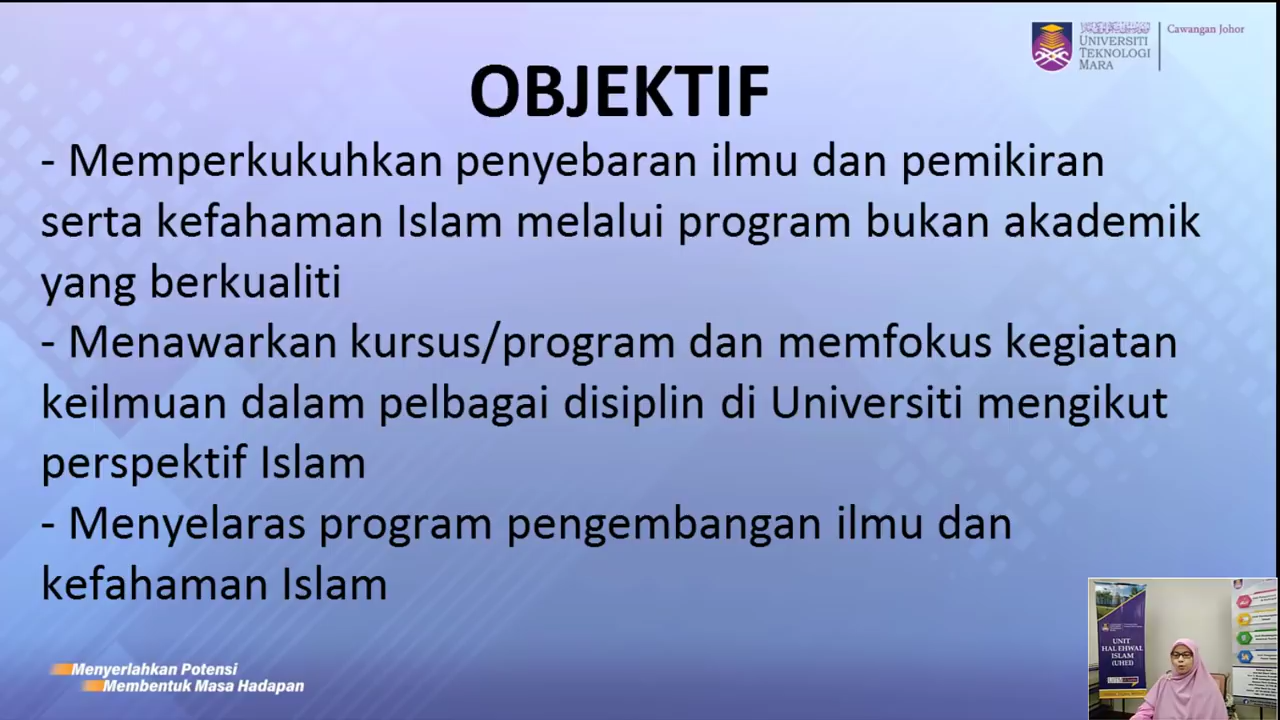 UNIVERSITI
TEKNOLOGI
MARA
Cawangan Johor
OBJEKTIF
- Memperkukuhkan penyebaran ilmu dan pemikiran
serta kefahaman Islam melalui program bukan akademik
yang berkualiti
- Menawarkan kursus/program dan memfokus kegiatan
keilmuan dalam pelbagai disiplin di Universiti mengikut
perspektif Islam
- Menyelaras program pengembangan ilmu dan
kefahaman Islam
Menyerlahkan Potensi
Membentuk Masa Hadapan
UNIT
HAL EHWAL
ISLAM
(UHEI)